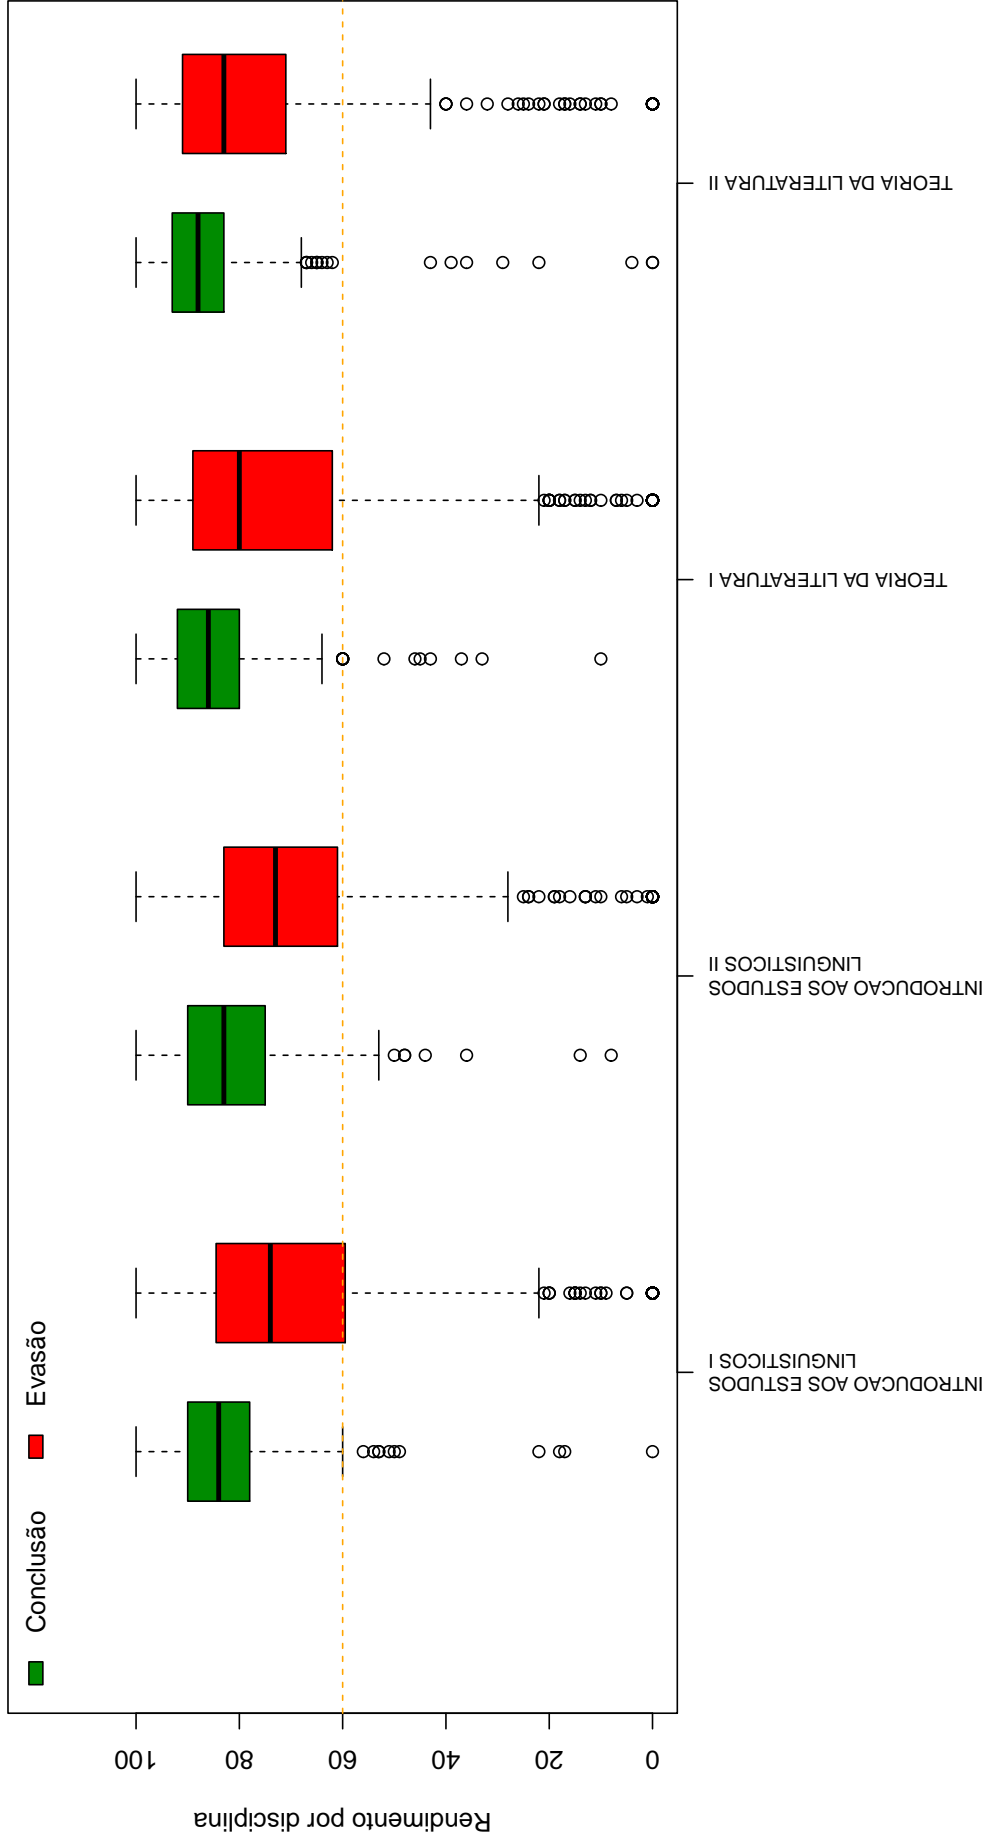 Conclusão
Evasão
Rendimento por disciplina
100
80
60
40
20
0
INTRODUCAO AOS ESTUDOS
LINGUISTICOS I
INTRODUCAO AOS ESTUDOS
LINGUISTICOS II
TEORIA DA LITERATURA I
TEORIA DA LITERATURA II